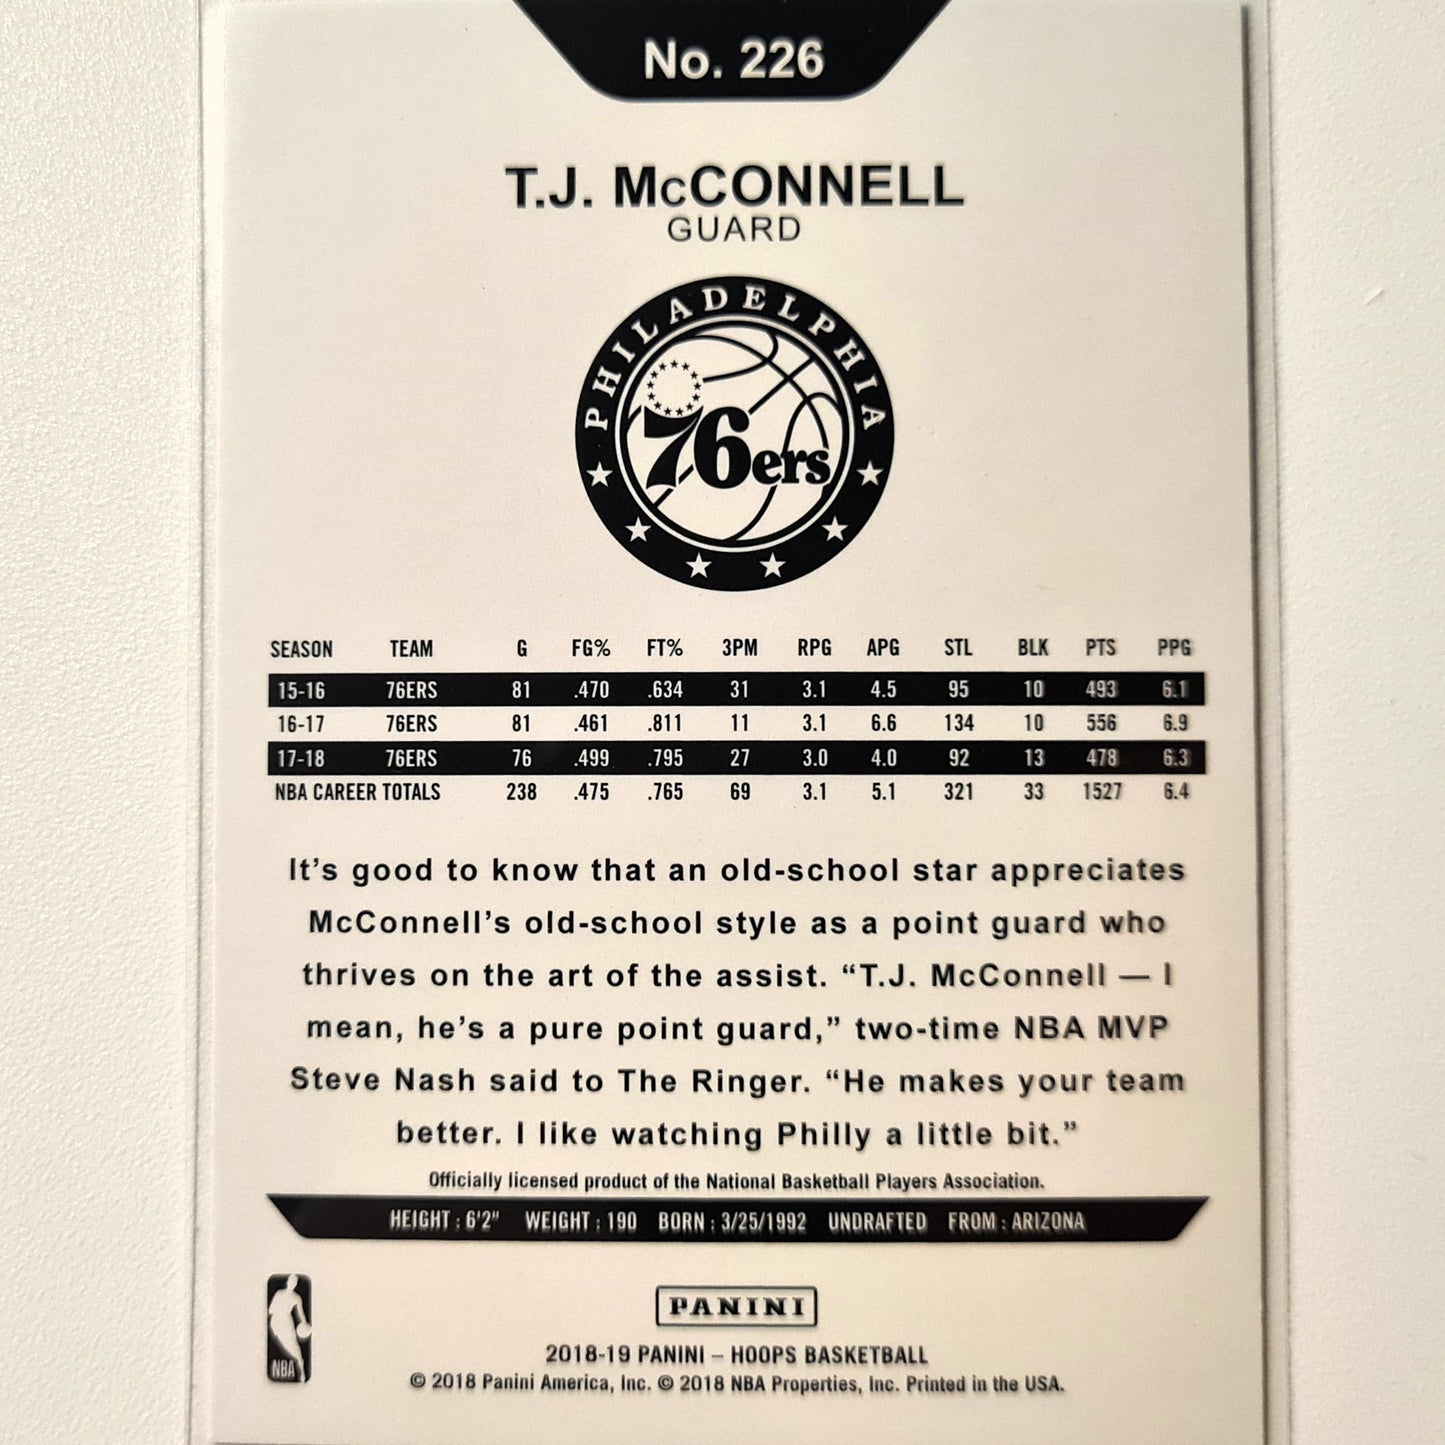 No. 226
T.J. McCONNELL
GUARD
PHILADELPHIA
76ers
SEASON TEAM G FG% FT% 3PM RPG APG STL BLK PTS PPG
15-16 76ERS 81 .470 .634 31 3.1 4.5 95 10 493 6.1
16-17 76ERS 81 .461 .811 11 3.1 6.6 134 10 556 6.9
17-18 76ERS 76 .499 .795 27 3.0 4.0 92 13 478 6.3
NBA CAREER TOTALS 238 .475 .765 69 3.1 5.1 321 33 1527 6.4
It’s good to know that an old-school star appreciates
McConnell’s old-school style as a point guard who
thrives on the art of the assist. “T.J. McConnell — I
mean, he’s a pure point guard,” two-time NBA MVP
Steve Nash said to The Ringer. “He makes your team
better. I like watching Philly a little bit.”
Officially licensed product of the National Basketball Players Association.
HEIGHT : 6'2" WEIGHT : 190 BORN : 3/25/1992 UNDRAFTED FROM : ARIZONA
NBA
PANINI
2018-19 PANINI – HOOPS BASKETBALL
© 2018 Panini America, Inc. © 2018 NBA Properties, Inc. Printed in the USA.